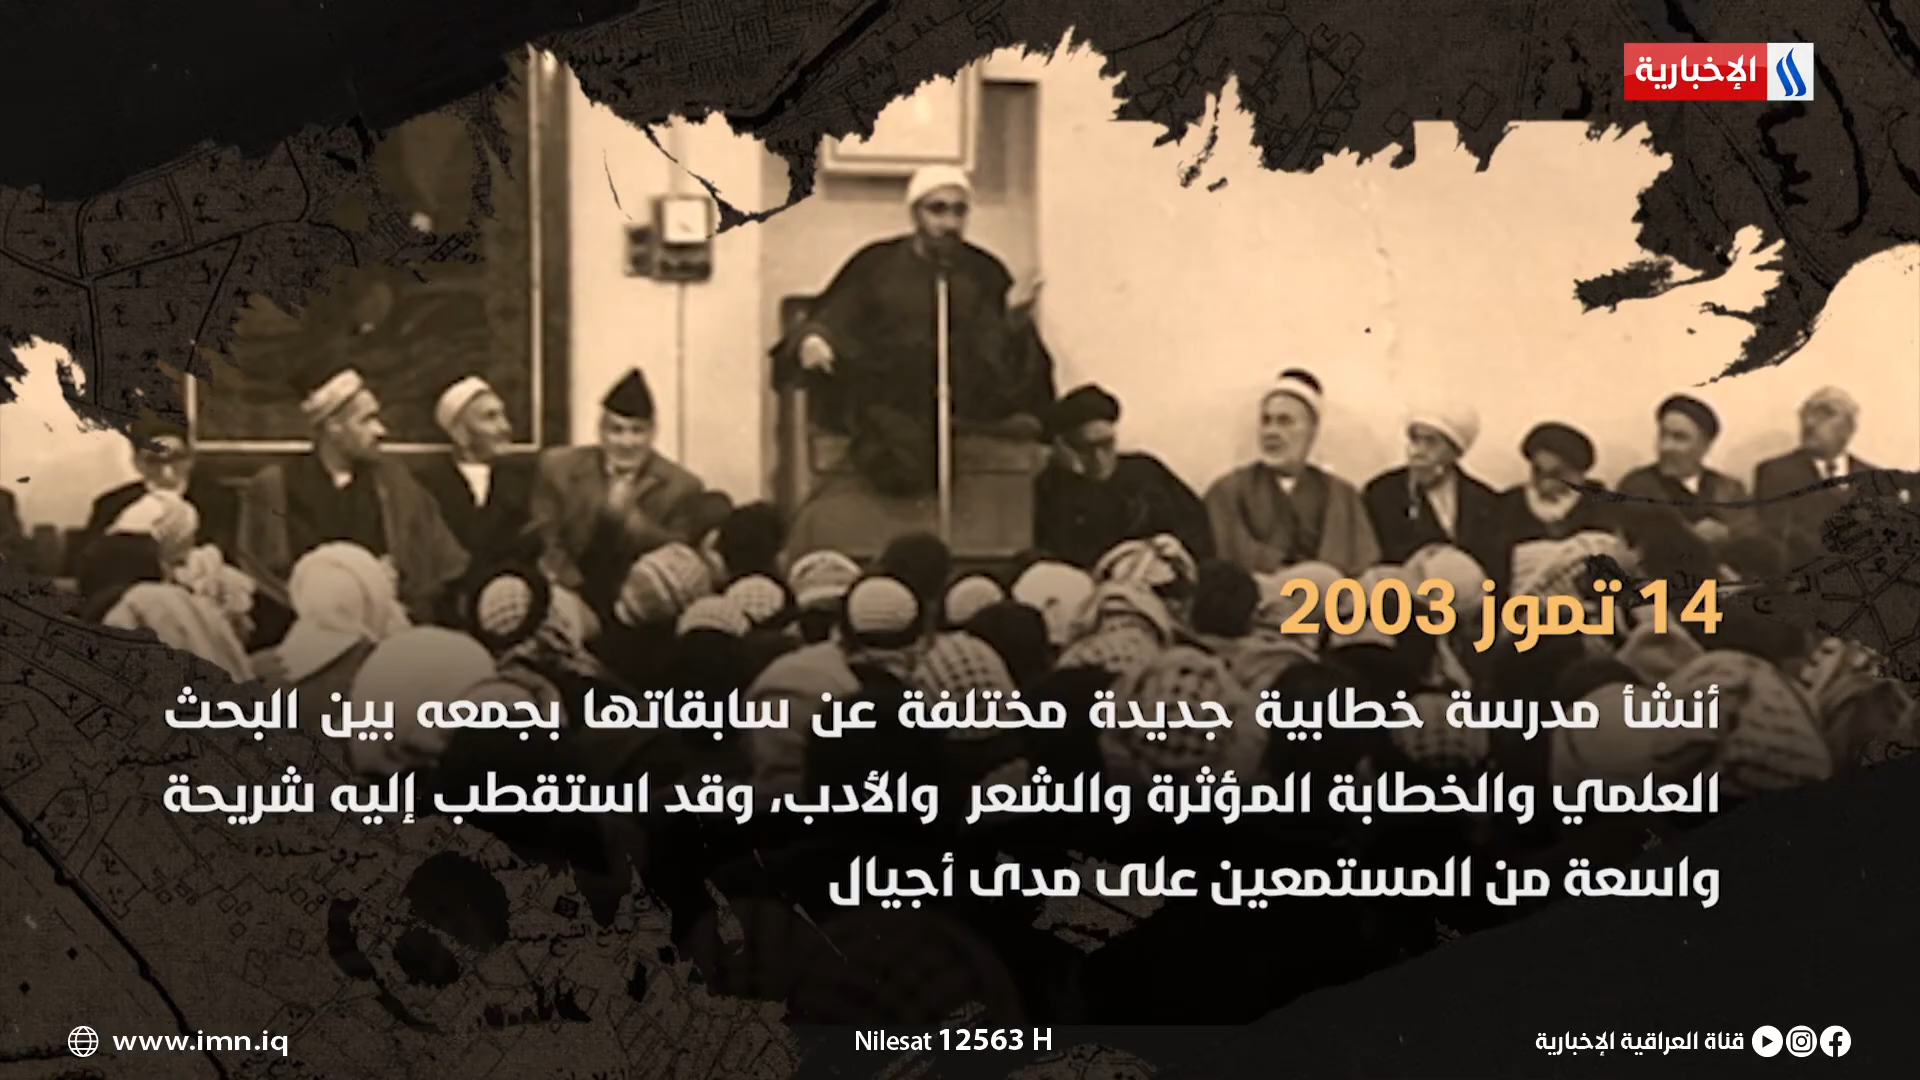 الإخبارية
14 تموز 2003
أنشأ مدرسة خطابية جديدة مختلفة عن سابقاتها بجمعه بين البحث
العلمي والخطابة المؤثرة والشعر والأدب، وقد استقطب إليه شريحة
واسعة من المستمعين على مدى أجيال
www.imn.iq
Nilesat 12563 H
قناة العراقية الإخبارية